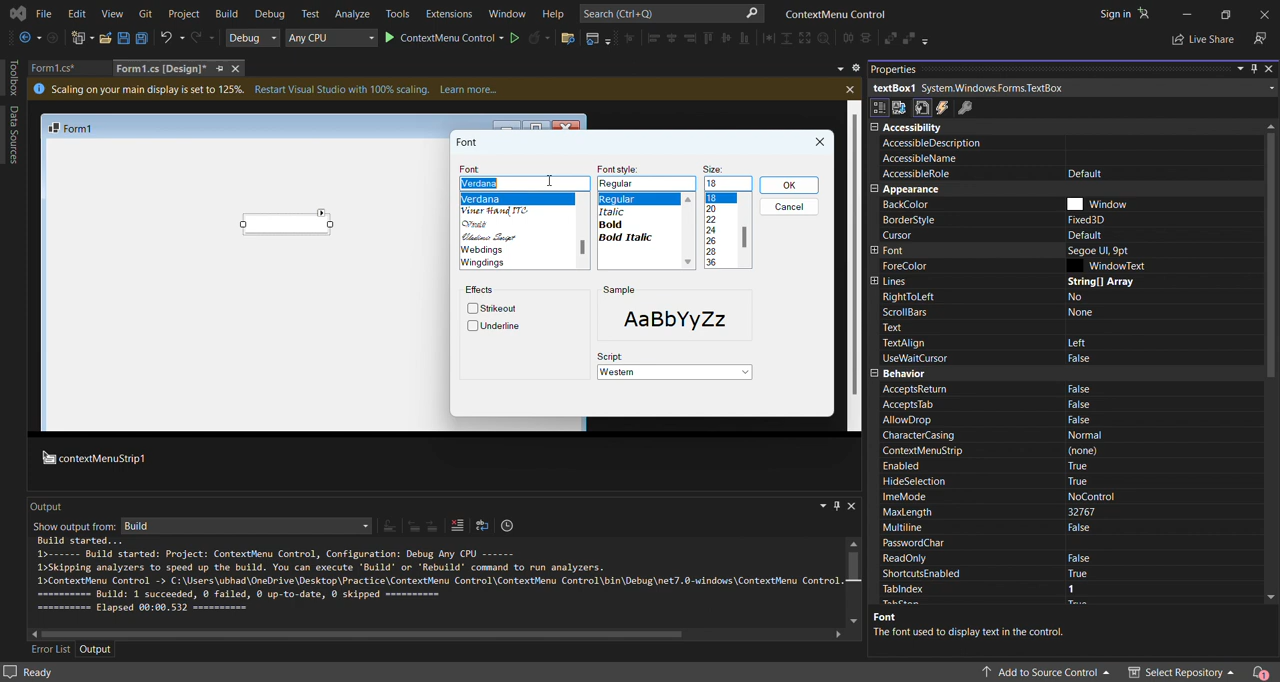 File Edit View Git Project Build Debug Test Analyze Tools Extensions Window Help Search (Ctrl+Q) ContextMenu Control Sign in
Debug Any CPU ContextMenu Control Live Share
Toolbox
Data Sources
Form1.cs* Form1.cs [Design]*
Scaling on your main display is set to 125%. Restart Visual Studio with 100% scaling. Learn more...
Form1
contextMenuStrip1
Font
Font: Font style: Size:
Verdana Regular 18
Verdana
Viner Hand ITC
Vivaldi
Vladimir Script
Webdings
Wingdings
Regular
Italic
Bold
Bold Italic
18
20
22
24
26
28
36
OK
Cancel
Effects
Strikeout
Underline
Sample
AaBbYyZz
Script:
Western
Output
Show output from: Build
Build started...
1>------ Build started: Project: ContextMenu Control, Configuration: Debug Any CPU ------
1>Skipping analyzers to speed up the build. You can execute 'Build' or 'Rebuild' command to run analyzers.
1>ContextMenu Control -> C:\Users\ubhad\OneDrive\Desktop\Practice\ContextMenu Control\ContextMenu Control\bin\Debug\net7.0-windows\ContextMenu Control.
========== Build: 1 succeeded, 0 failed, 0 up-to-date, 0 skipped ==========
========== Elapsed 00:00.532 ==========
Error List Output
Properties
textBox1 System.Windows.Forms.TextBox
Accessibility
AccessibleDescription
AccessibleName
AccessibleRole Default
Appearance
BackColor Window
BorderStyle Fixed3D
Cursor Default
Font Segoe UI, 9pt
ForeColor WindowText
Lines String[] Array
RightToLeft No
ScrollBars None
Text
TextAlign Left
UseWaitCursor False
Behavior
AcceptsReturn False
AcceptsTab False
AllowDrop False
CharacterCasing Normal
ContextMenuStrip (none)
Enabled True
HideSelection True
ImeMode NoControl
MaxLength 32767
Multiline False
PasswordChar
ReadOnly False
ShortcutsEnabled True
TabIndex 1
TabStop True
Font
The font used to display text in the control.
Ready Add to Source Control Select Repository 1